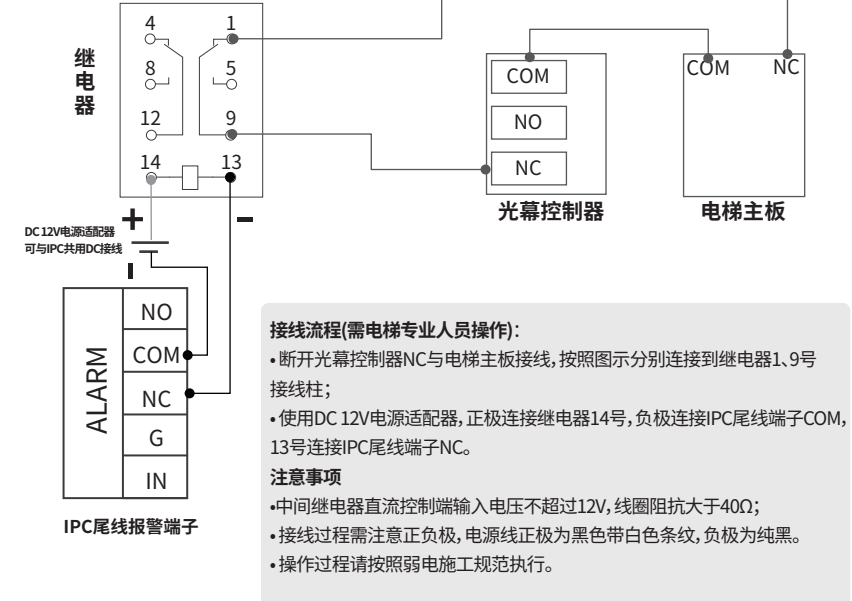 4
1
继电器
8
5
12
9
14
13
COM
NO
NC
光幕控制器
COM
NC
电梯主板
+
-
DC 12V电源适配器
可与IPC共用DC接线
-
ALARM
NO
COM
NC
G
IN
IPC尾线报警端子
接线流程(需电梯专业人员操作)：
• 断开光幕控制器NC与电梯主板接线，按照图示分别连接到继电器1、9号
接线柱；
• 使用DC 12V电源适配器，正极连接继电器14号，负极连接IPC尾线端子COM，
13号连接IPC尾线端子NC。
注意事项
•中间继电器直流控制端输入电压不超过12V，线圈阻抗大于40Ω；
• 接线过程需注意正负极，电源线正极为黑色带白色条纹，负极为纯黑。
• 操作过程请按照弱电施工规范执行。